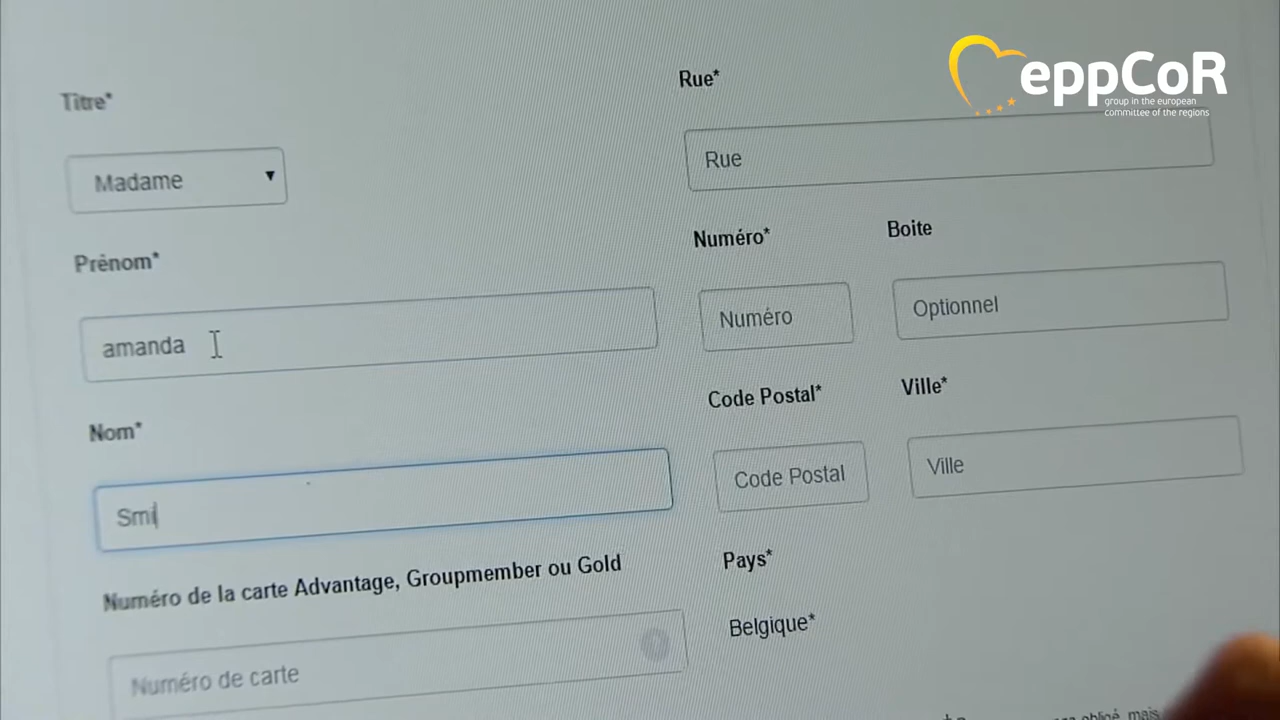 eppCoR
group in the european
committee of the regions
Titre*
Madame
Prénom*
amanda
Nom*
Smi
Numéro de la carte Advantage, Groupmember ou Gold
Numéro de carte
Rue*
Rue
Numéro*
Boite
Numéro
Optionnel
Code Postal*
Ville*
Code Postal
Ville
Pays*
Belgique*
obligé, mais